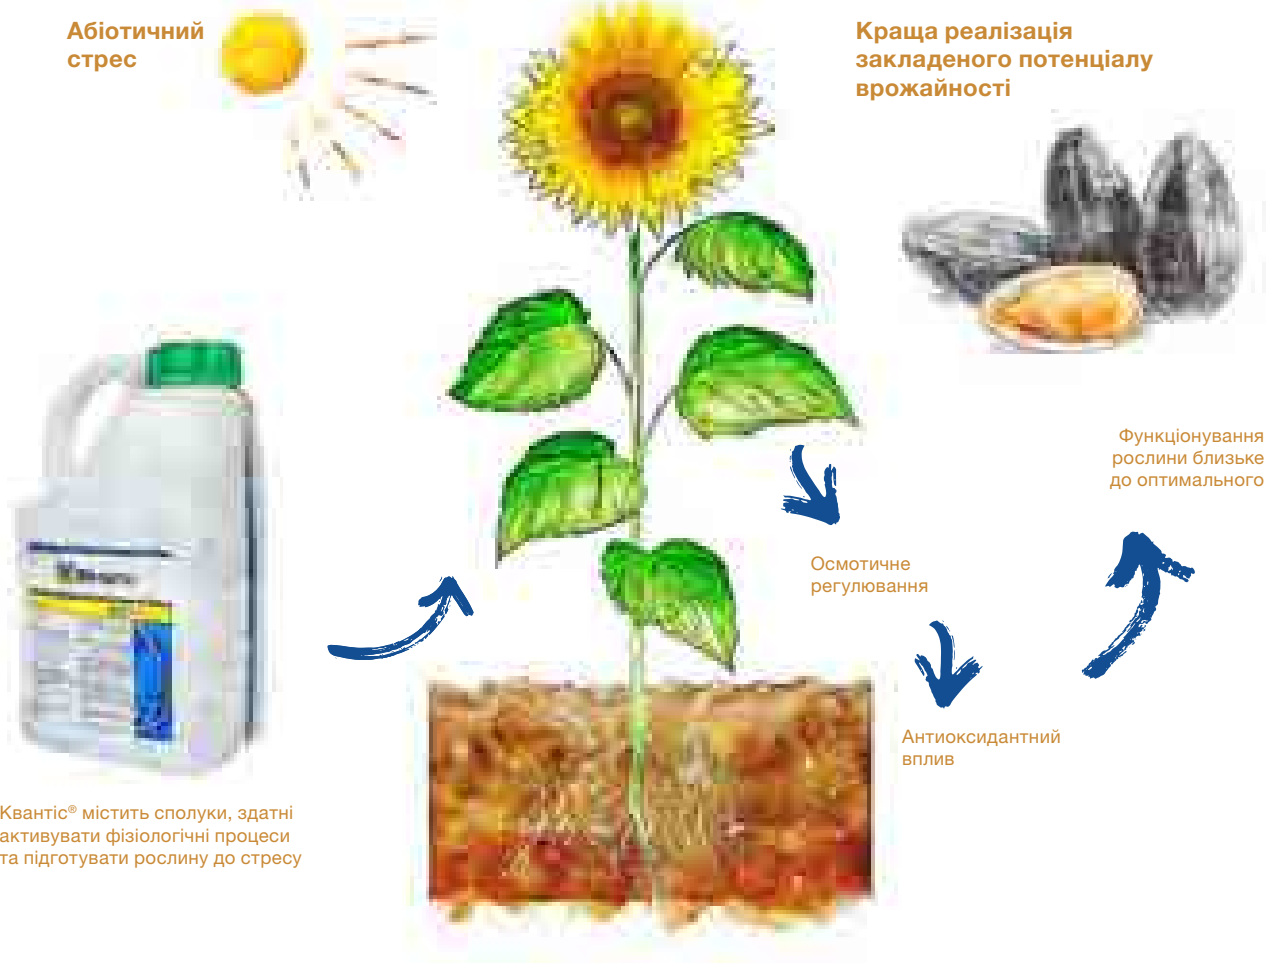 Абіотичний
стрес
Краща реалізація
закладеного потенціалу
врожайності
Функціонування
рослини близьке
до оптимального
Осмотичне
регулювання
Антиоксидантний
вплив
Квантіс® містить сполуки, здатні
активувати фізіологічні процеси
та підготувати рослину до стресу